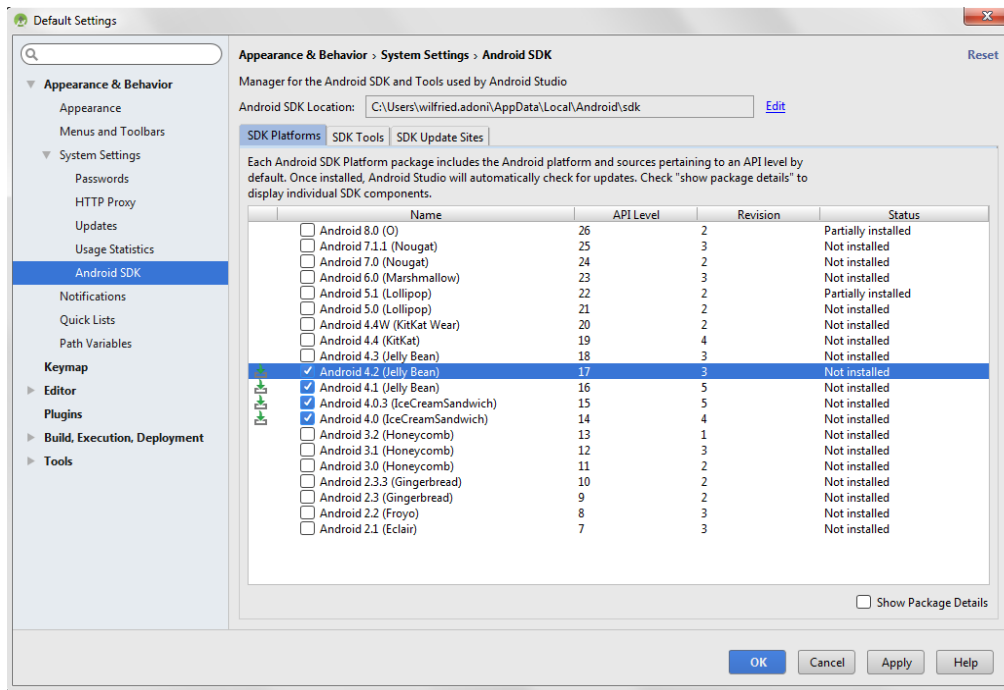 Default Settings
Appearance & Behavior › System Settings › Android SDK
Reset
Appearance & Behavior
Appearance
Menus and Toolbars
System Settings
Passwords
HTTP Proxy
Updates
Usage Statistics
Android SDK
Notifications
Quick Lists
Path Variables
Keymap
Editor
Plugins
Build, Execution, Deployment
Tools
Manager for the Android SDK and Tools used by Android Studio
Android SDK Location: C:\Users\wilfried.adoni\AppData\Local\Android\sdk Edit
SDK Platforms SDK Tools SDK Update Sites
Each Android SDK Platform package includes the Android platform and sources pertaining to an API level by
default. Once installed, Android Studio will automatically check for updates. Check "show package details" to
display individual SDK components.
Name API Level Revision Status
Android 8.0 (O) 26 2 Partially installed
Android 7.1.1 (Nougat) 25 3 Not installed
Android 7.0 (Nougat) 24 2 Not installed
Android 6.0 (Marshmallow) 23 3 Not installed
Android 5.1 (Lollipop) 22 2 Partially installed
Android 5.0 (Lollipop) 21 2 Not installed
Android 4.4W (KitKat Wear) 20 2 Not installed
Android 4.4 (KitKat) 19 4 Not installed
Android 4.3 (Jelly Bean) 18 3 Not installed
Android 4.2 (Jelly Bean) 17 3 Not installed
Android 4.1 (Jelly Bean) 16 5 Not installed
Android 4.0.3 (IceCreamSandwich) 15 5 Not installed
Android 4.0 (IceCreamSandwich) 14 4 Not installed
Android 3.2 (Honeycomb) 13 1 Not installed
Android 3.1 (Honeycomb) 12 3 Not installed
Android 3.0 (Honeycomb) 11 2 Not installed
Android 2.3.3 (Gingerbread) 10 2 Not installed
Android 2.3 (Gingerbread) 9 2 Not installed
Android 2.2 (Froyo) 8 3 Not installed
Android 2.1 (Eclair) 7 3 Not installed
Show Package Details
OK Cancel Apply Help